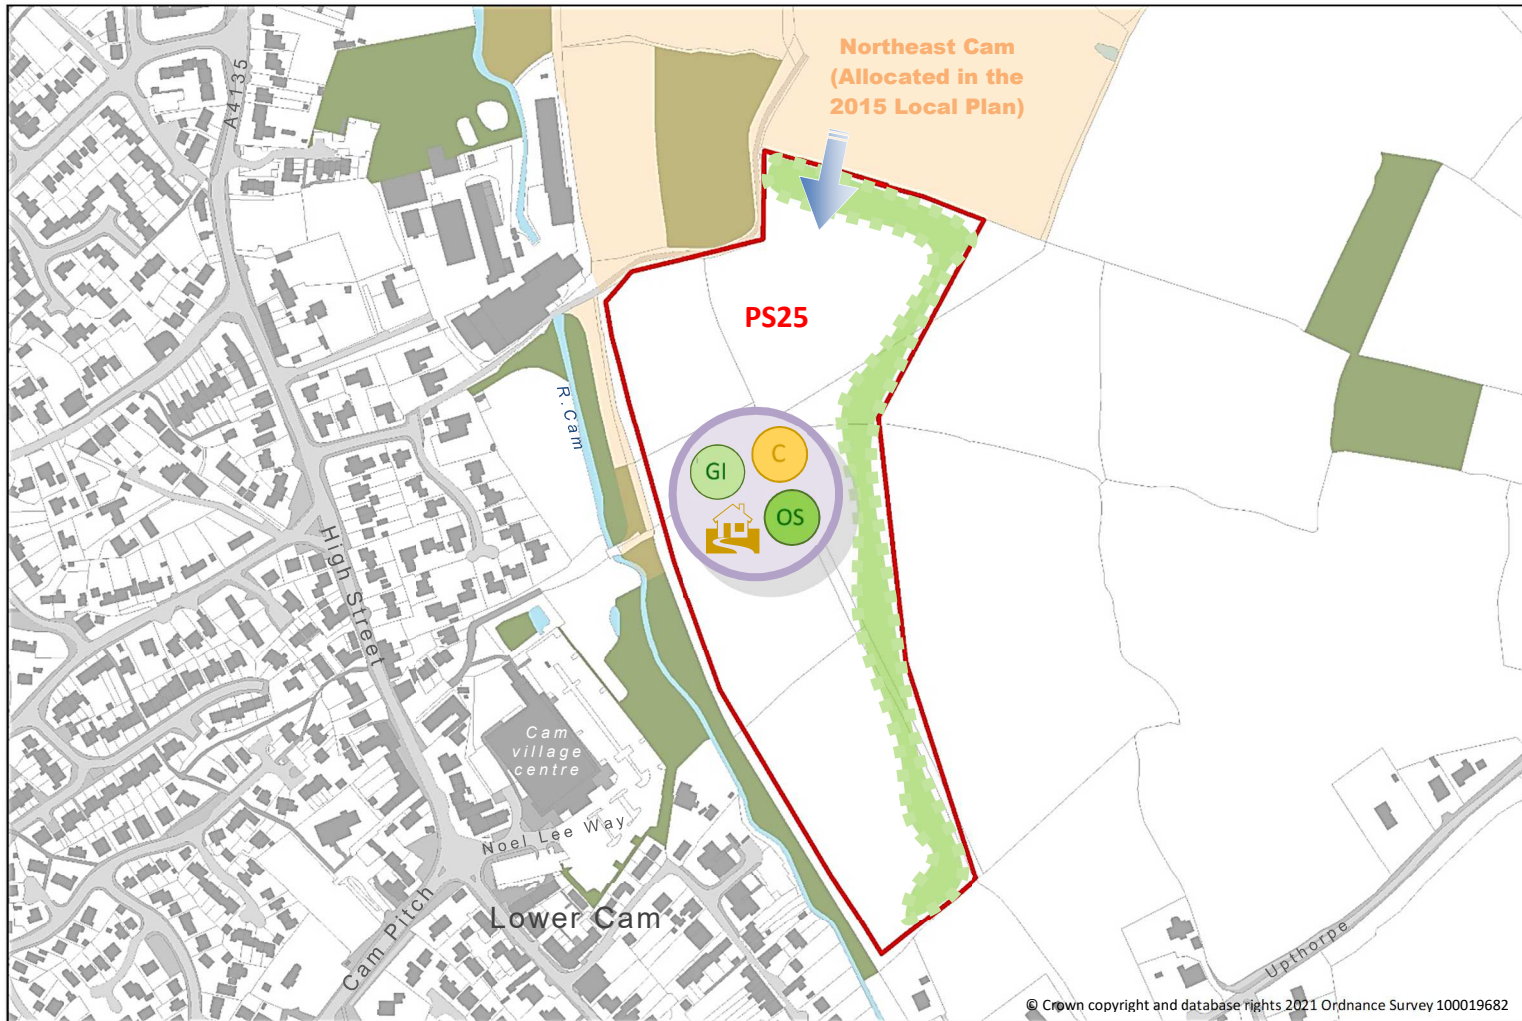 Northeast Cam
(Allocated in the
2015 Local Plan)
A4135
PS25
R. Cam
GI
C
OS
High Street
Cam
village
centre
Noel Lee Way
Lower Cam
Cam Pitch
Upthorpe
© Crown copyright and database rights 2021 Ordnance Survey 100019682